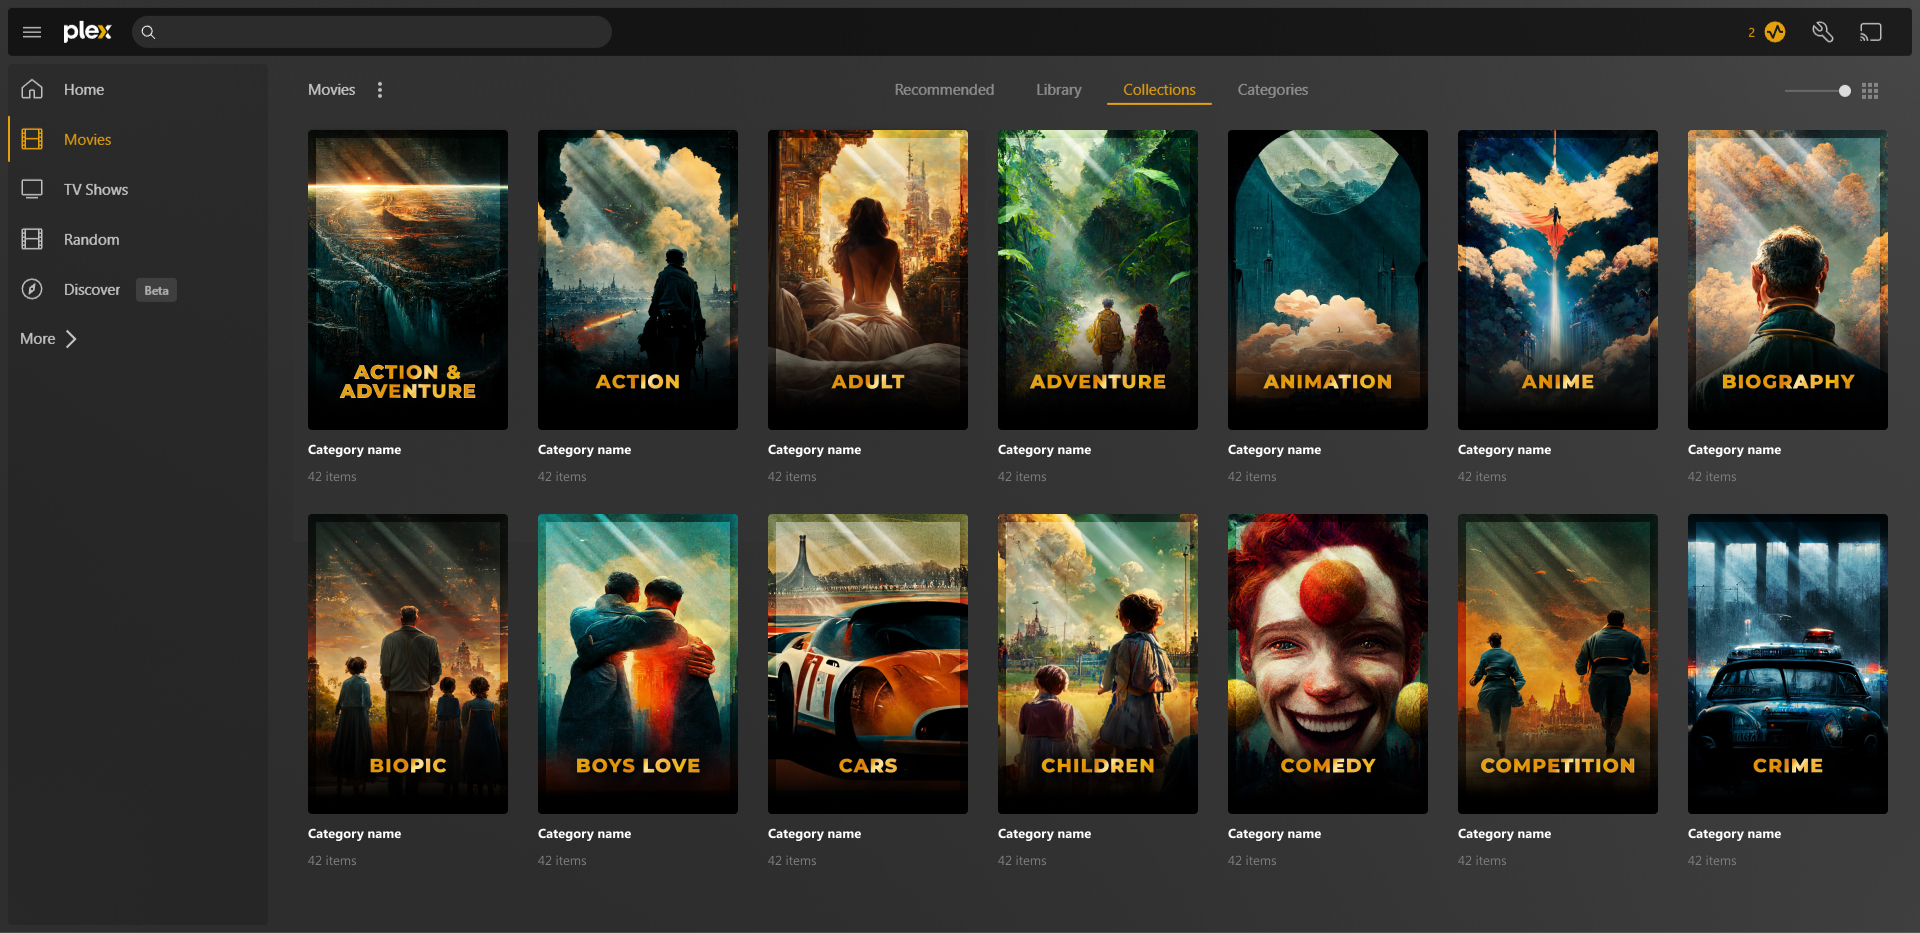 plex
2
Home
Movies
TV Shows
Random
Discover Beta
More
Movies
Recommended Library Collections Categories
ACTION &
ADVENTURE
ACTION
ADULT
ADVENTURE
ANIMATION
ANIME
BIOGRAPHY
Category name Category name Category name Category name Category name Category name Category name
42 items 42 items 42 items 42 items 42 items 42 items 42 items
BIOPIC
BOYS LOVE
CARS
CHILDREN
COMEDY
COMPETITION
CRIME
Category name Category name Category name Category name Category name Category name Category name
42 items 42 items 42 items 42 items 42 items 42 items 42 items